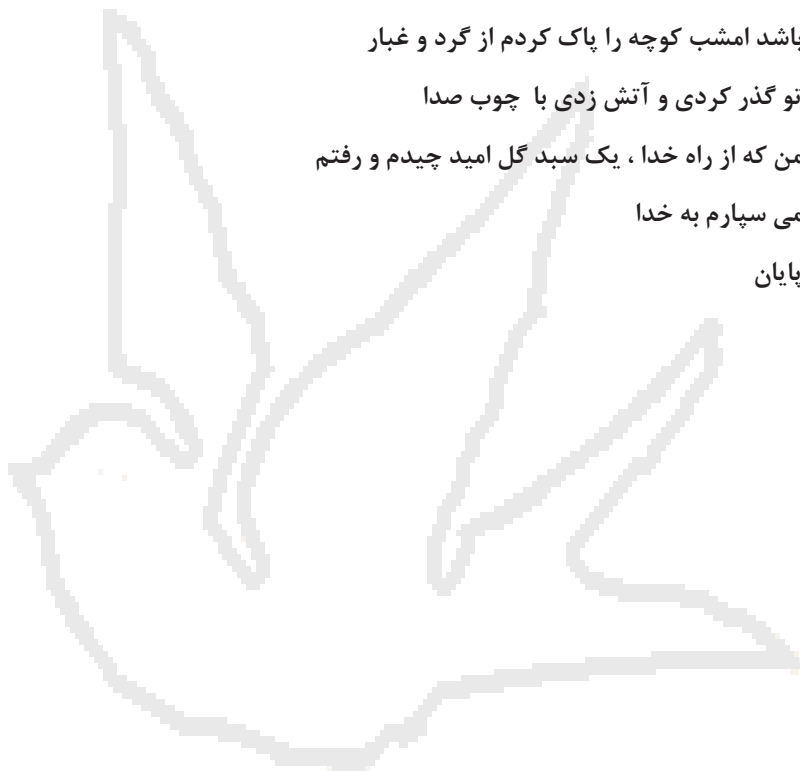 باشد امشب کوچه را پاک کردم از گرد و غبار
تو گذر کردی و آتش زدی با چوب صدا
من که از راه خدا ، یک سبد گل امید چیدم و رفتم
می سپارم به خدا
پایان